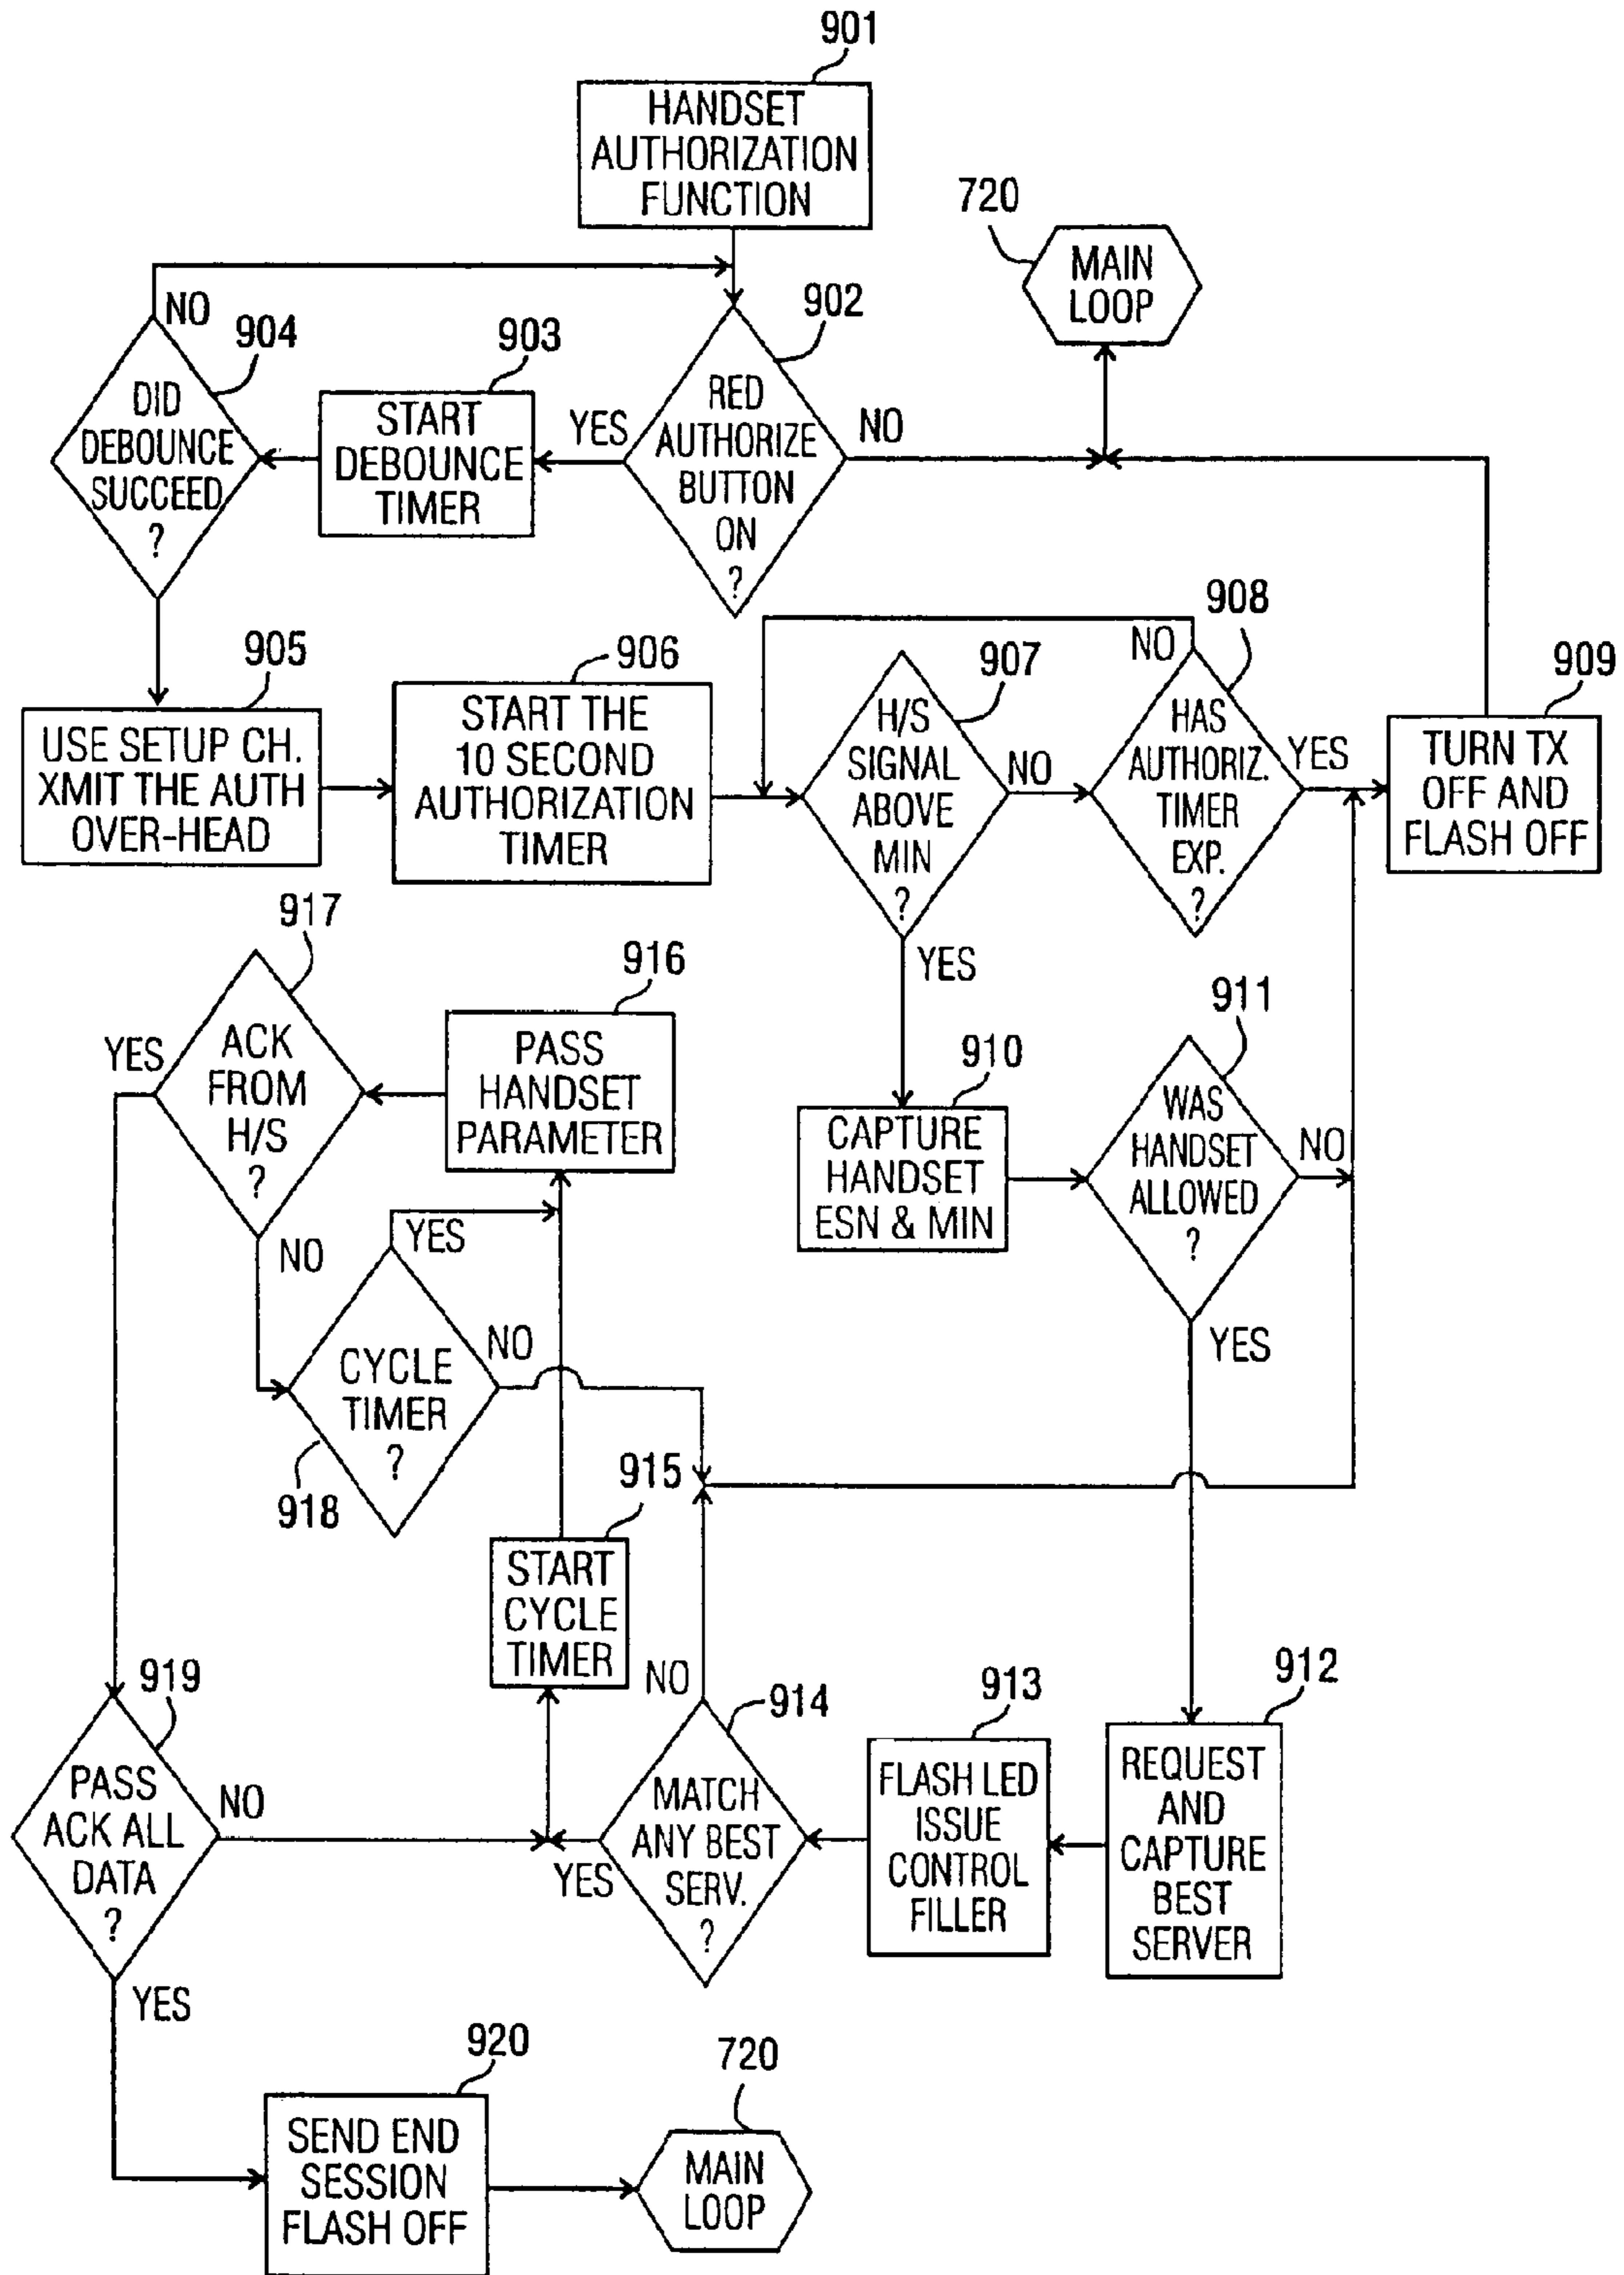 901
HANDSET
AUTHORIZATION
FUNCTION
720
MAIN
LOOP
NO
904
903
902
DID
DEBOUNCE
SUCCEED
?
START
DEBOUNCE
TIMER
YES
RED
AUTHORIZE
BUTTON
ON
?
NO
905
906
907
NO
908
909
USE SETUP CH.
XMIT THE AUTH
OVER-HEAD
START THE
10 SECOND
AUTHORIZATION
TIMER
H/S
SIGNAL
ABOVE
MIN
?
NO
HAS
AUTHORIZ.
TIMER
EXP.
?
YES
TURN TX
OFF AND
FLASH OFF
YES
917
916
YES
ACK
FROM
H/S
?
PASS
HANDSET
PARAMETER
910
911
CAPTURE
HANDSET
ESN & MIN
WAS
HANDSET
ALLOWED
?
NO
YES
NO
YES
CYCLE
TIMER
?
NO
918
915
START
CYCLE
TIMER
919
NO
914
913
912
PASS
ACK ALL
DATA
?
NO
YES
MATCH
ANY BEST
SERV.
?
FLASH LED
ISSUE
CONTROL
FILLER
REQUEST
AND
CAPTURE
BEST
SERVER
YES
920
720
SEND END
SESSION
FLASH OFF
MAIN
LOOP